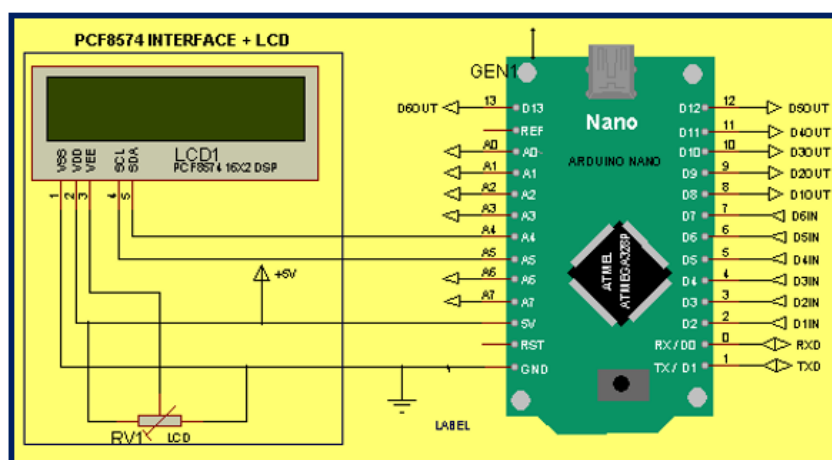 PCF8574 INTERFACE + LCD
VSS
VDD
VEE
SCL
SDA
1
2
3
4
5
LCD1
PCF8574 16X2 DSP
+5V
RV1
LCD
GEN1
D6OUT 13 D13
REF
A0 A0
A1 A1
A2 A2
A3 A3
A4 A4
A5 A5
A6 A6
A7 A7
5V
RST
GND
LABEL
Nano
ARDUINO NANO
ATMEL
ATMEGA328P
D12 12 D5OUT
D11 11 D4OUT
D10 10 D3OUT
D9 9 D2OUT
D8 8 D1OUT
D7 7 D6IN
D6 6 D5IN
D5 5 D4IN
D4 4 D3IN
D3 3 D2IN
D2 2 D1IN
RX/D0 0 RXD
TX/D1 1 TXD